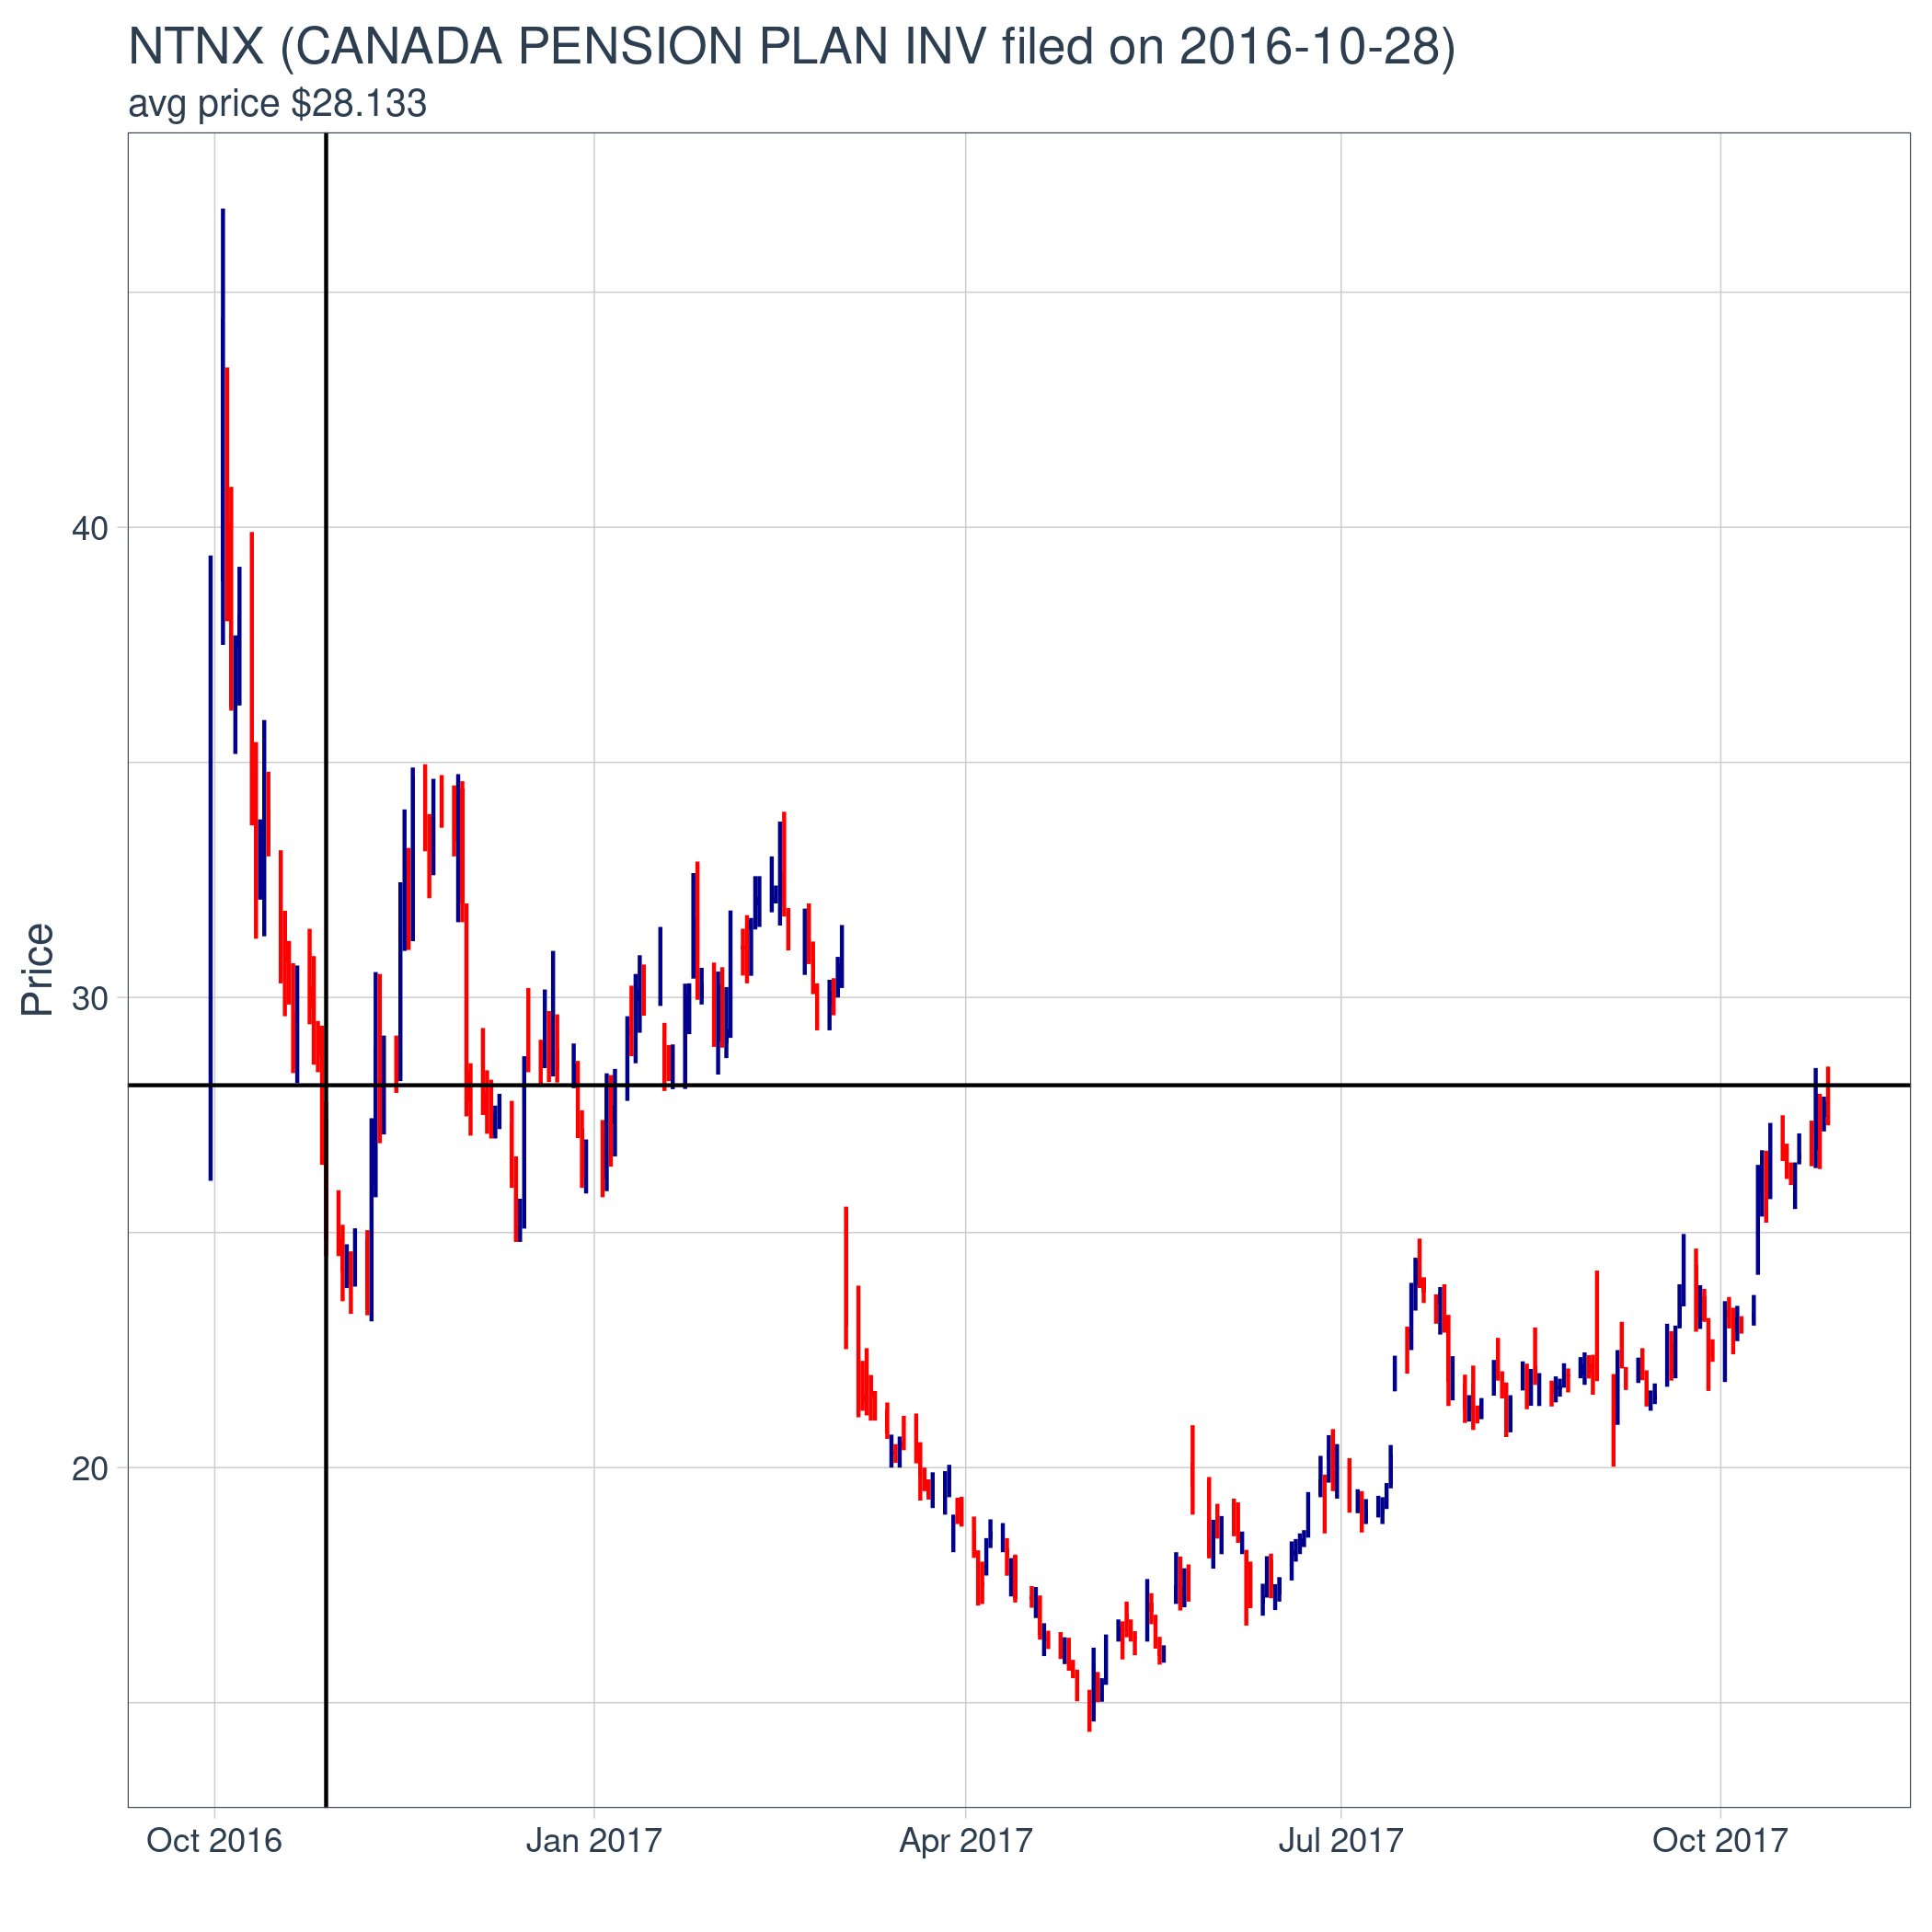 NTNX (CANADA PENSION PLAN INV filed on 2016-10-28)
avg price $28.133
Price
40
30
20
Oct 2016
Jan 2017
Apr 2017
Jul 2017
Oct 2017